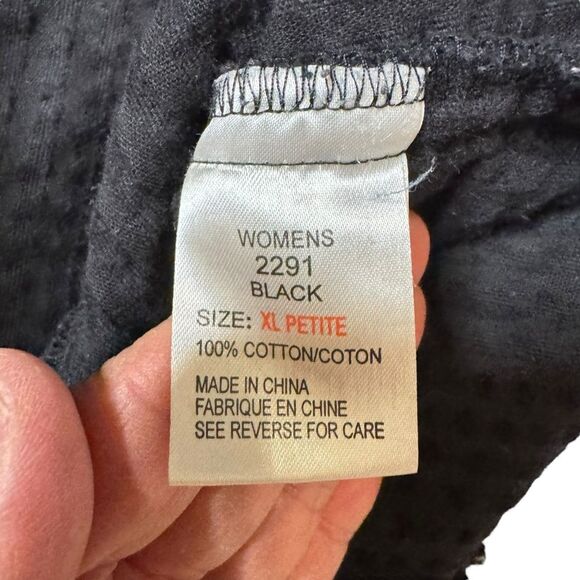 WOMENS
2291
BLACK
SIZE: XL PETITE
100% COTTON/COTON
MADE IN CHINA
FABRIQUE EN CHINE
SEE REVERSE FOR CARE